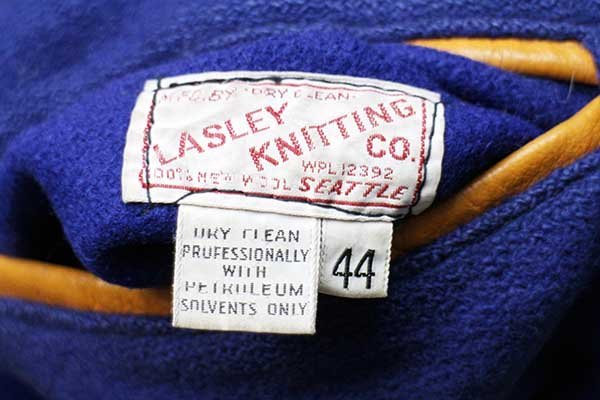 MFG. BY "DRY CLEAN"
LASLEY
KNITTING
CO.
WPL 12392
100% NEW WOOL SEATTLE
DRY CLEAN
PROFESSIONALLY
WITH
PETROLEUM
SOLVENTS ONLY
44